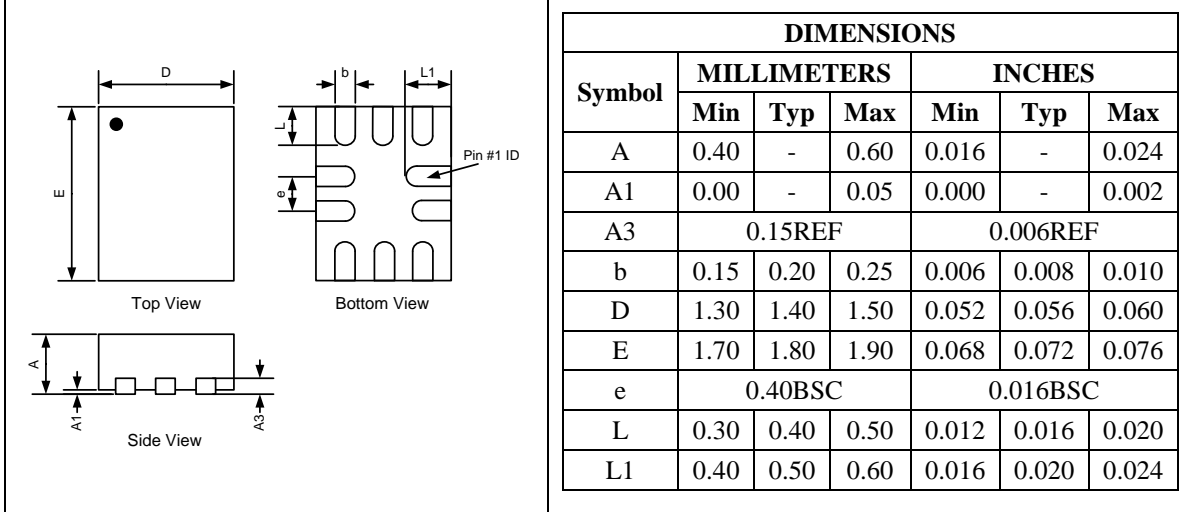 D
E
Top View
b
L1
L
e
Pin #1 ID
Bottom View
A
A1
A3
Side View
DIMENSIONS
Symbol MILLIMETERS INCHES
Min Typ Max Min Typ Max
A 0.40 - 0.60 0.016 - 0.024
A1 0.00 - 0.05 0.000 - 0.002
A3 0.15REF 0.006REF
b 0.15 0.20 0.25 0.006 0.008 0.010
D 1.30 1.40 1.50 0.052 0.056 0.060
E 1.70 1.80 1.90 0.068 0.072 0.076
e 0.40BSC 0.016BSC
L 0.30 0.40 0.50 0.012 0.016 0.020
L1 0.40 0.50 0.60 0.016 0.020 0.024